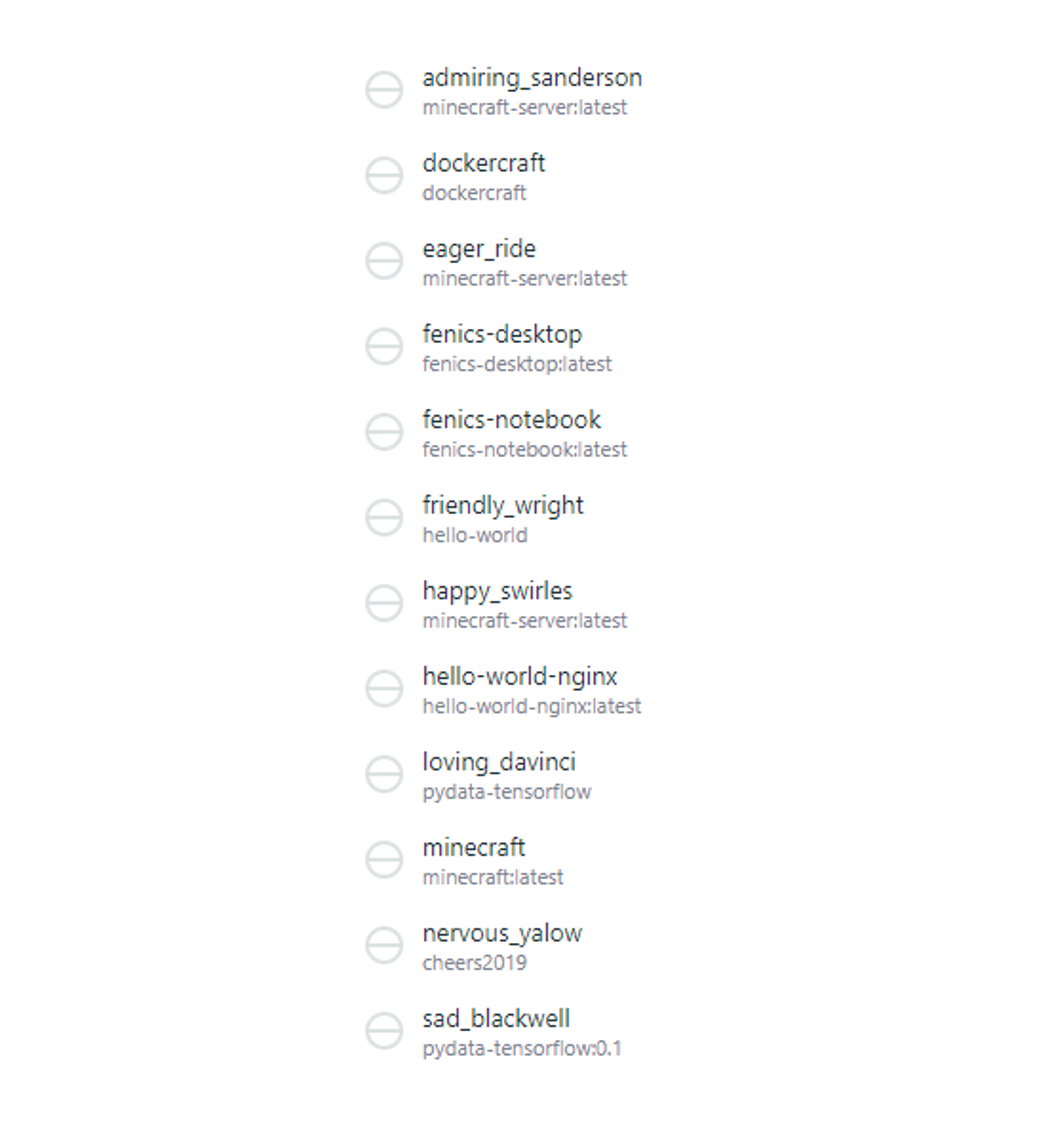 admiring_sanderson
minecraft-server:latest
dockercraft
dockercraft
eager_ride
minecraft-server:latest
fenics-desktop
fenics-desktop:latest
fenics-notebook
fenics-notebook:latest
friendly_wright
hello-world
happy_swirles
minecraft-server:latest
hello-world-nginx
hello-world-nginx:latest
loving_davinci
pydata-tensorflow
minecraft
minecraft:latest
nervous_yalow
cheers2019
sad_blackwell
pydata-tensorflow:0.1